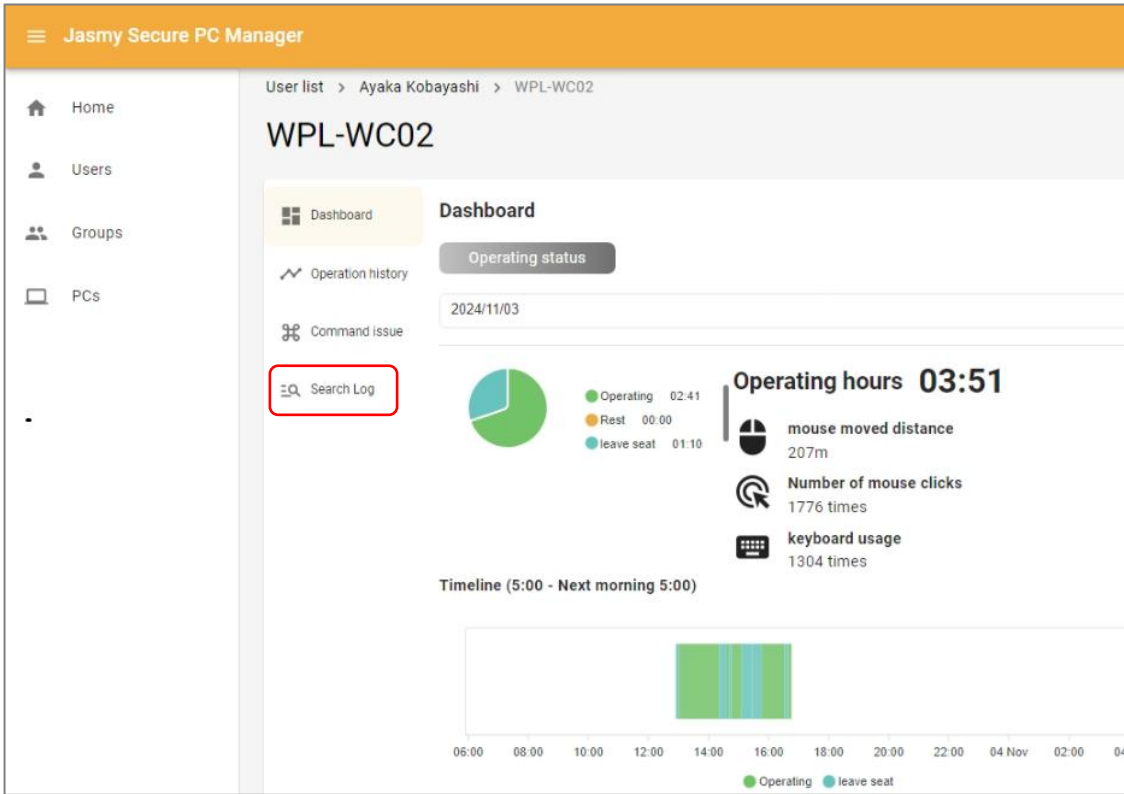 Jasmy Secure PC Manager
Home
Users
Groups
PCs
User list > Ayaka Kobayashi > WPL-WC02
WPL-WC02
Dashboard
Operation history
Command issue
Search Log
Dashboard
Operating status
2024/11/03
Operating 02:41
Rest 00:00
leave seat 01:10
Operating hours 03:51
mouse moved distance
207m
Number of mouse clicks
1776 times
keyboard usage
1304 times
Timeline (5:00 - Next morning 5:00)
06:00 08:00 10:00 12:00 14:00 16:00 18:00 20:00 22:00 04 Nov 02:00 04
Operating leave seat